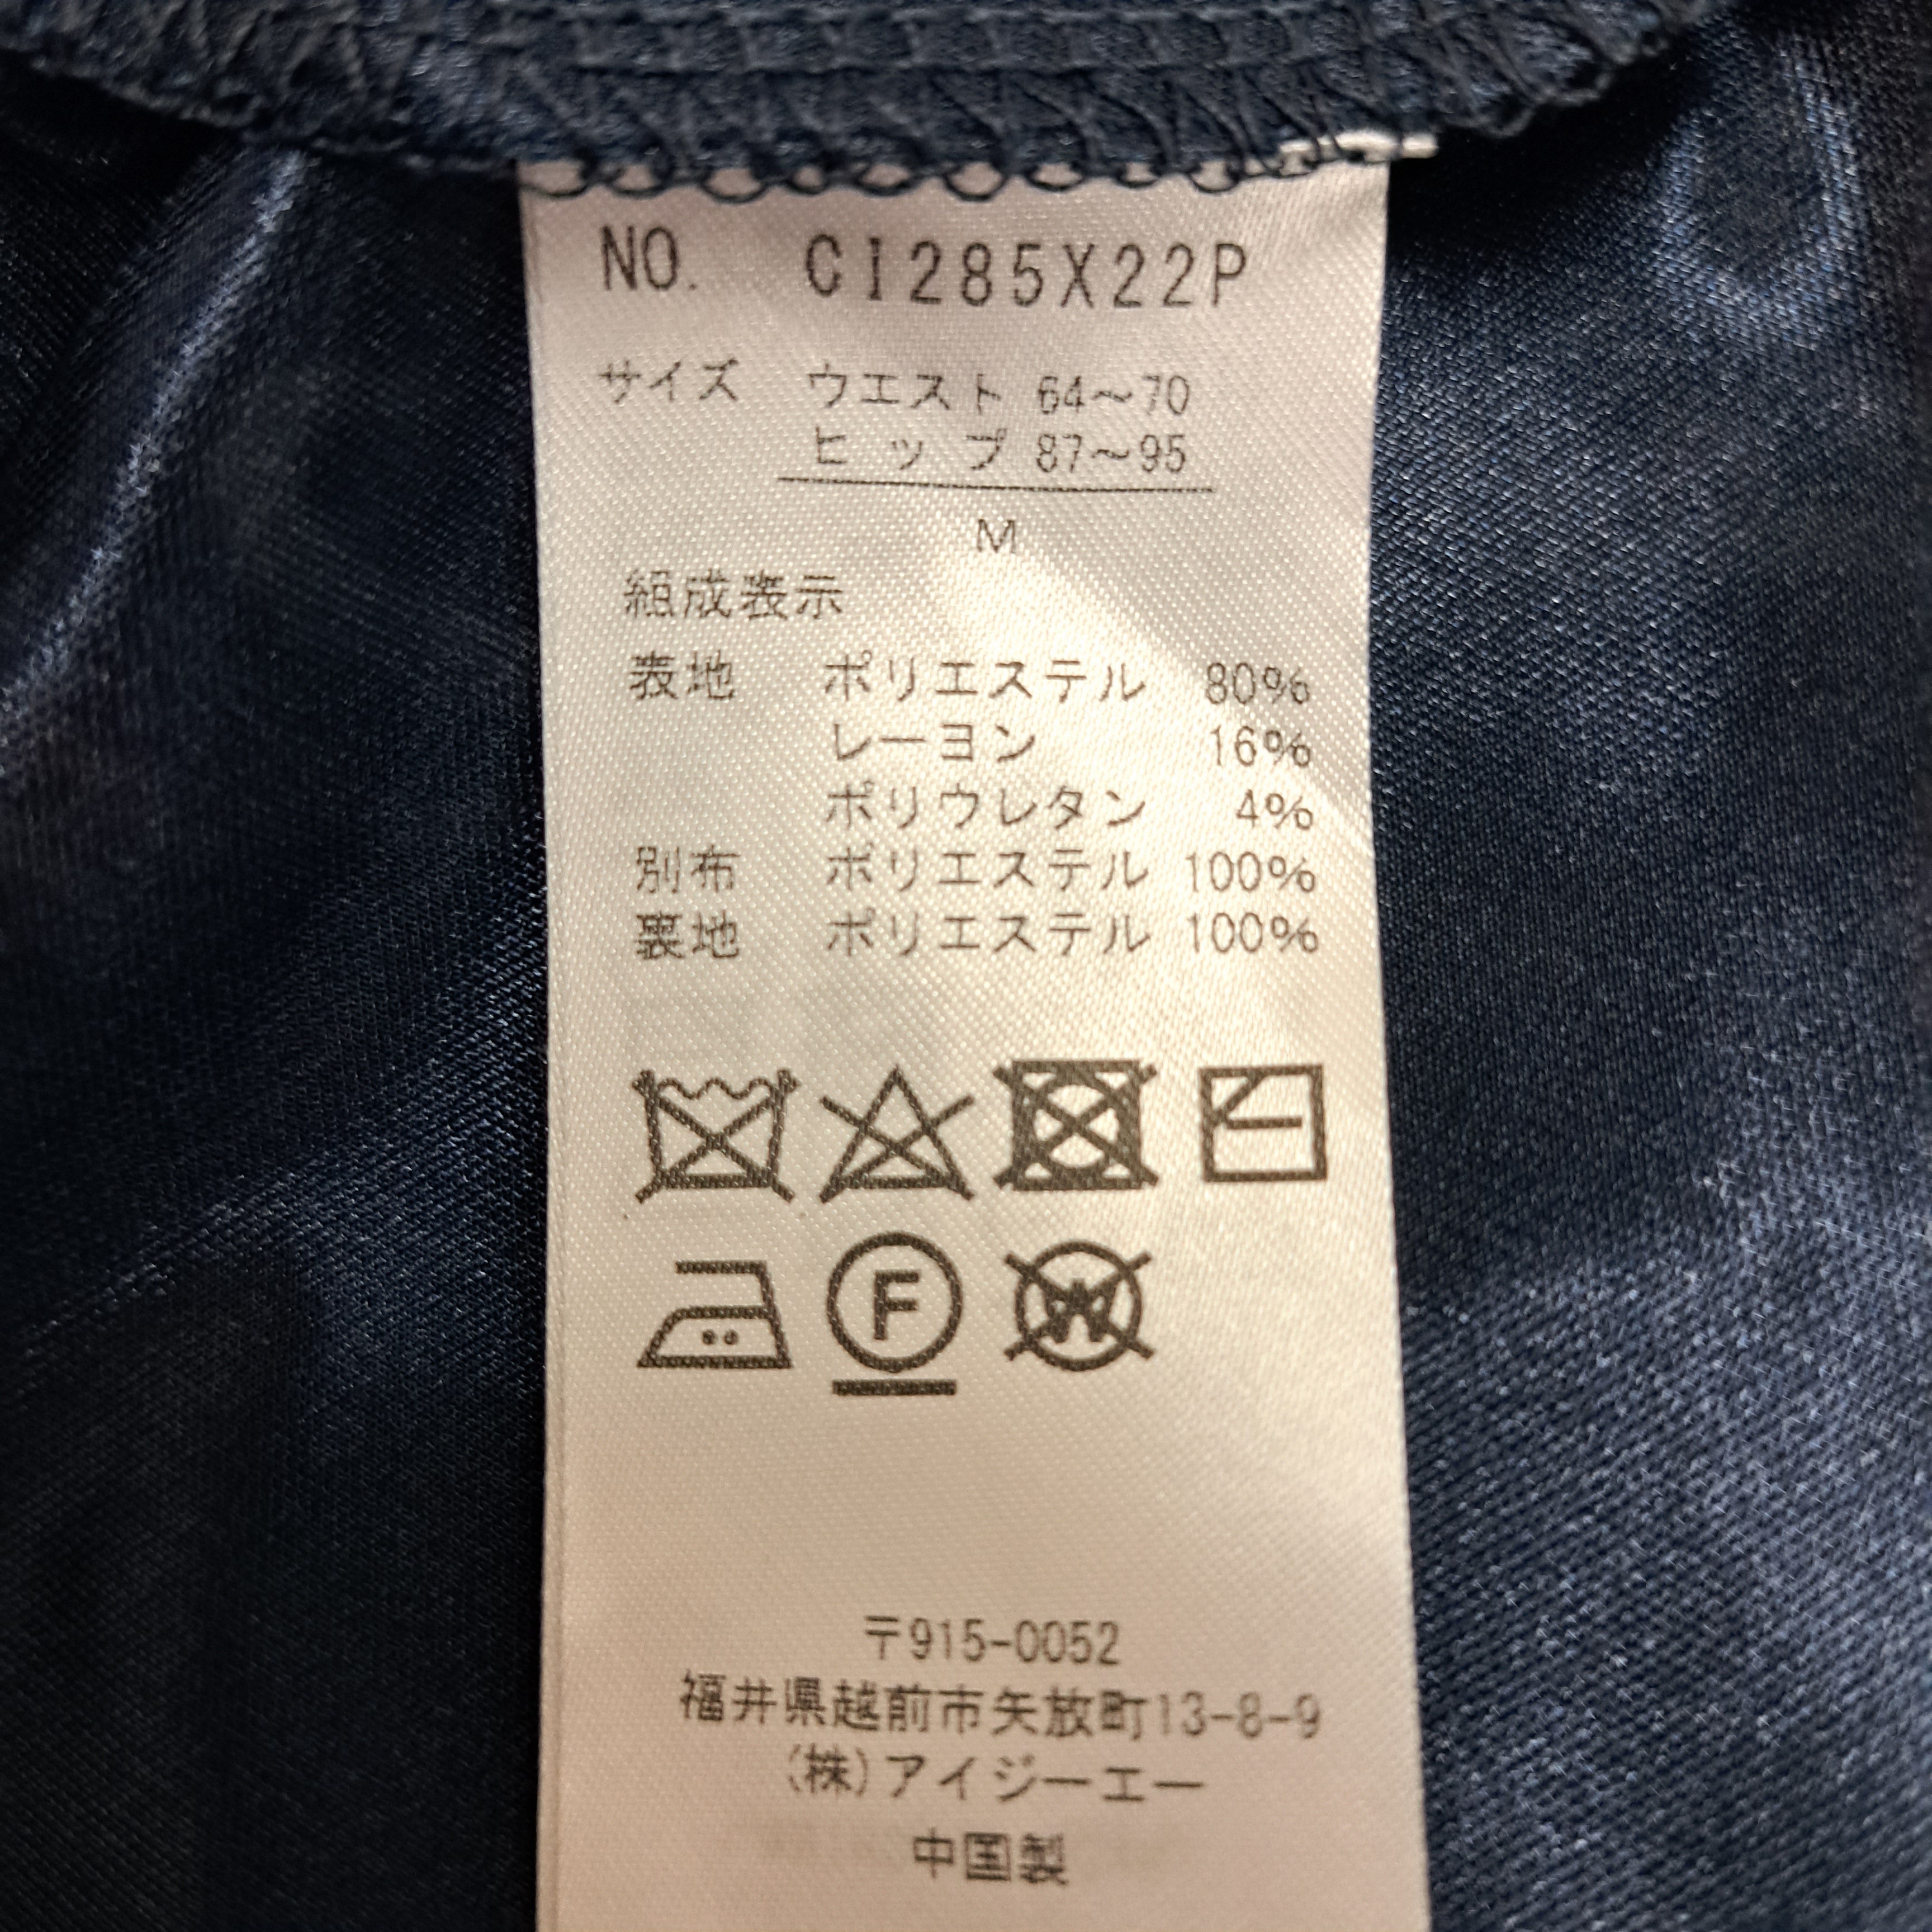 NO. CI285X22P
サイズ ウエスト 64〜70
ヒップ 87〜95
M
組成表示
表地 ポリエステル 80%
レーヨン 16%
ポリウレタン 4%
別布 ポリエステル 100%
裏地 ポリエステル 100%
F W
〒915-0052
福井県越前市矢放町13-8-9
(株)アイジーエー
中国製